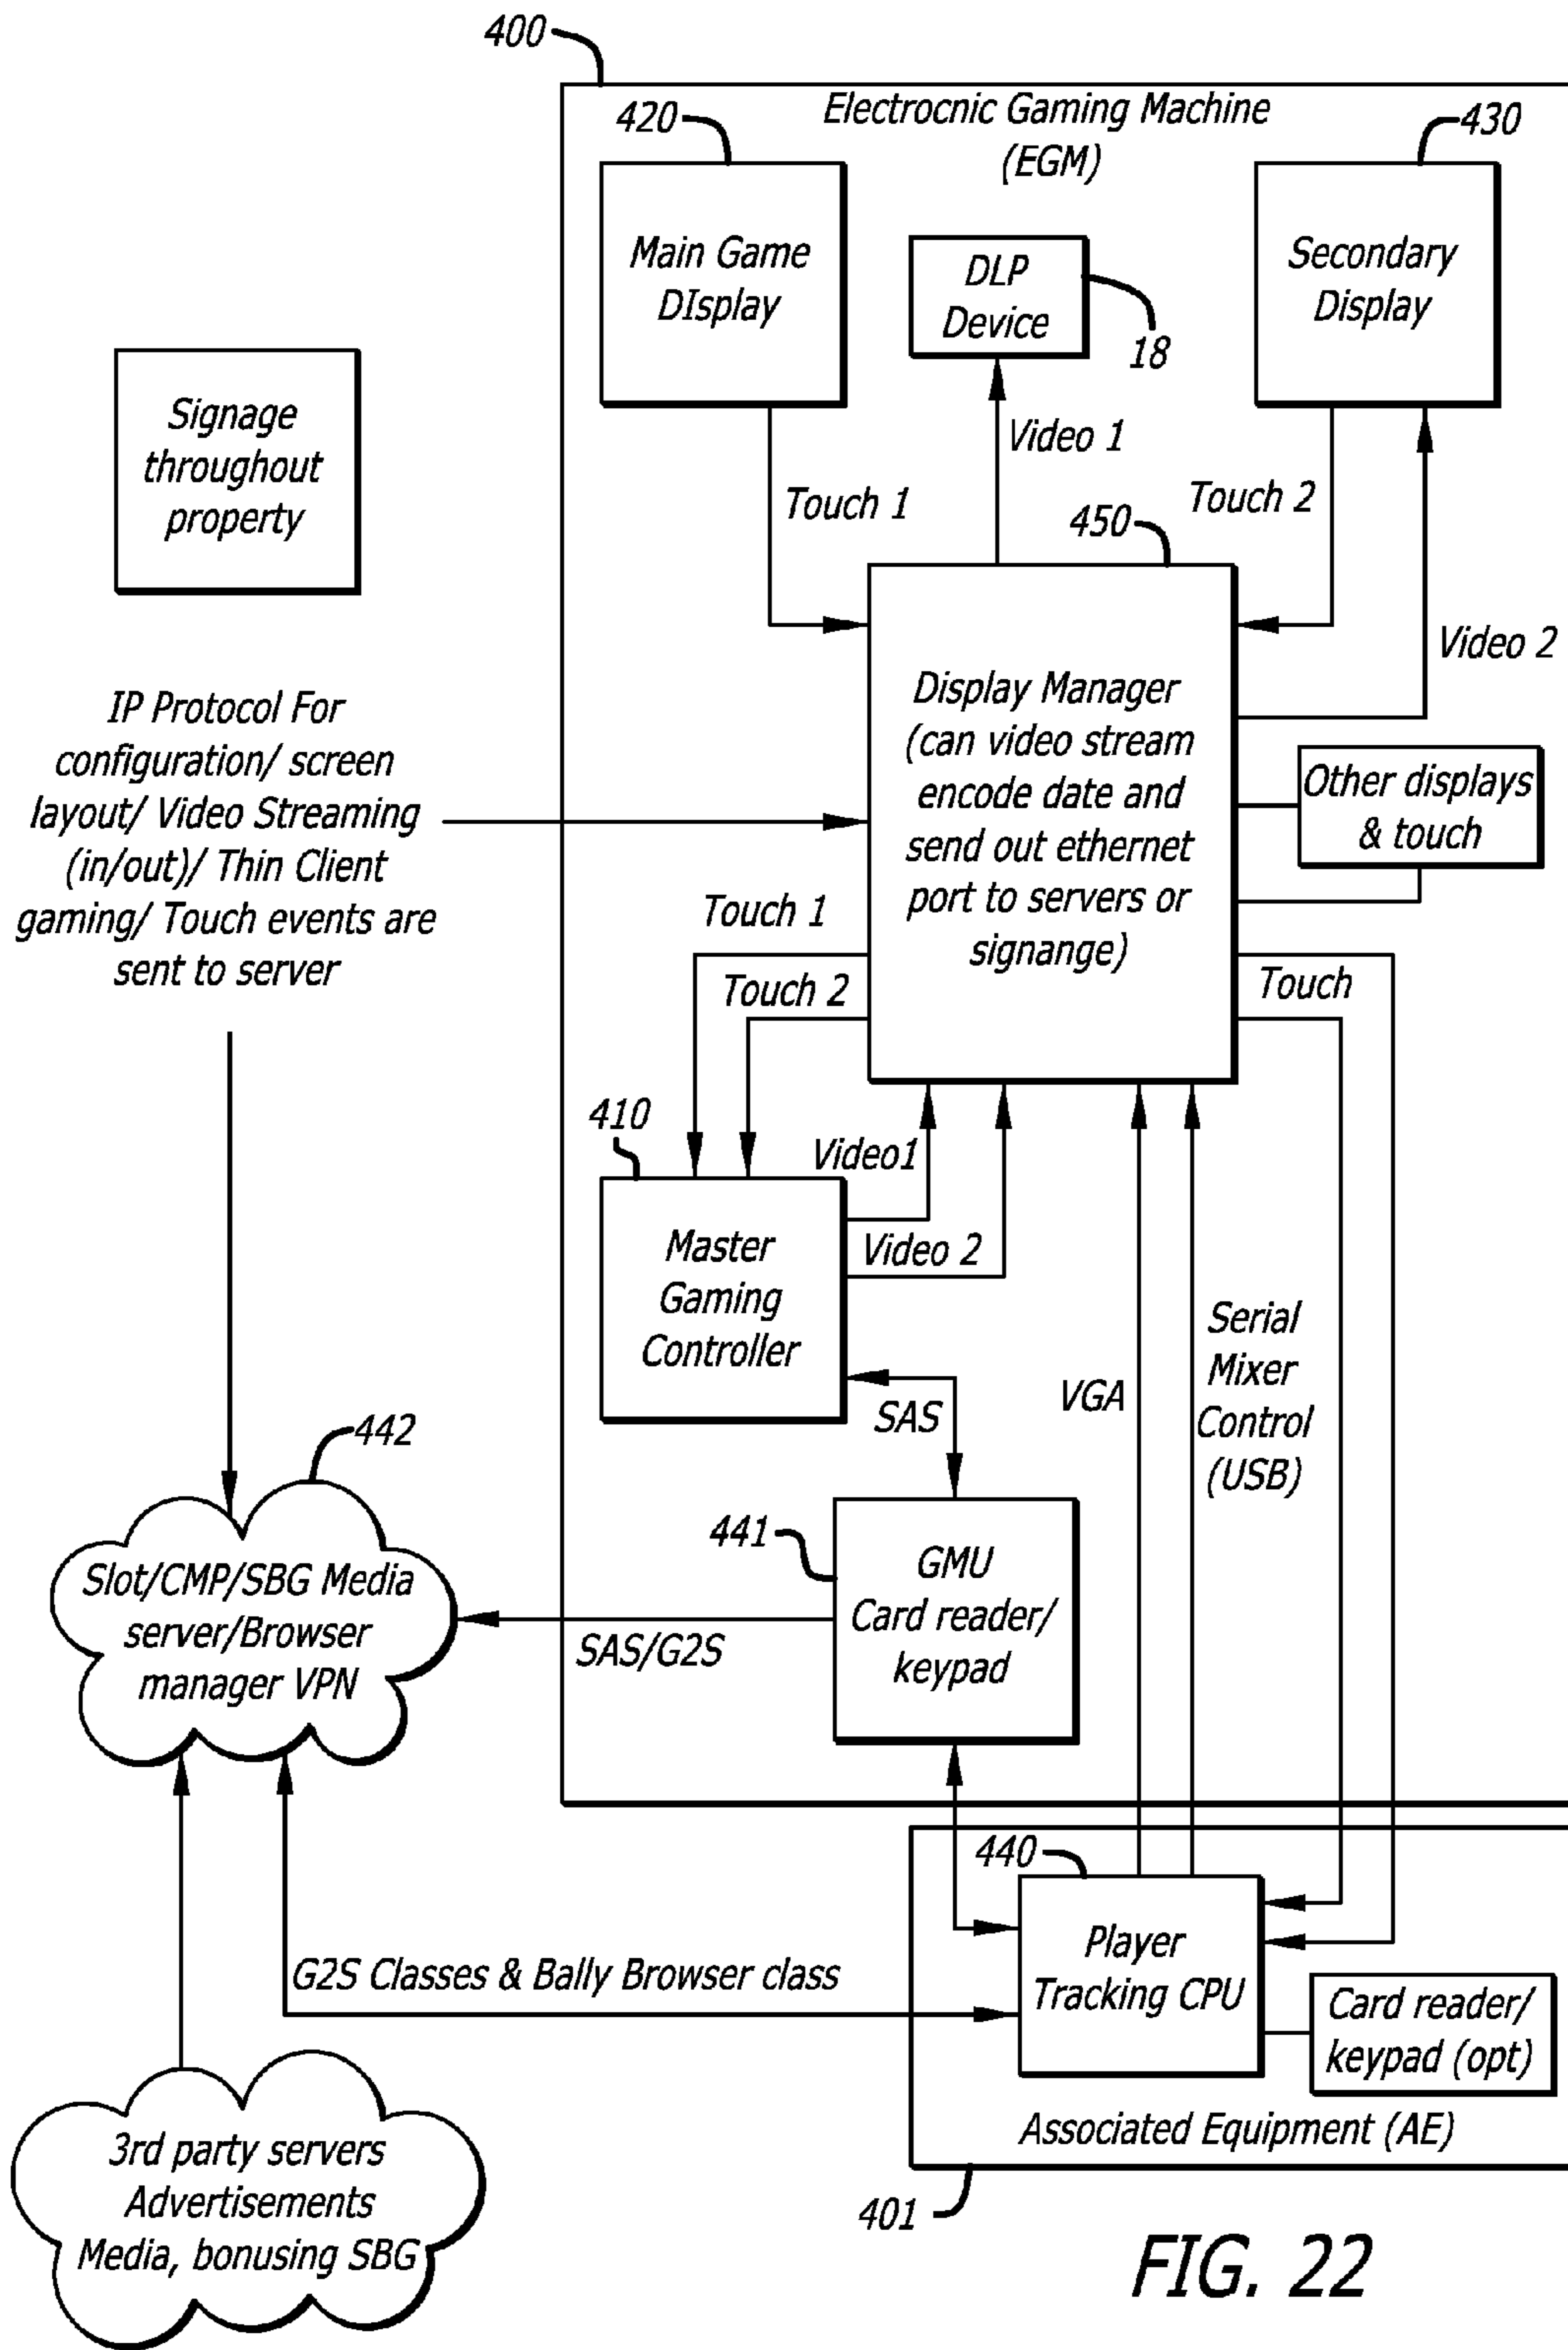 400
Electrocnic Gaming Machine
(EGM)
420
430
Main Game
DIsplay
DLP
Device
18
Secondary
Display
Signage
throughout
property
Video 1
Touch 1
Touch 2
450
Video 2
IP Protocol For
configuration/ screen
layout/ Video Streaming
(in/out)/ Thin Client
gaming/ Touch events are
sent to server
Display Manager
(can video stream
encode date and
send out ethernet
port to servers or
signange)
Other displays
& touch
Touch 1
Touch 2
Touch
410
Video1
Video 2
Master
Gaming
Controller
SAS
VGA
Serial
Mixer
Control
(USB)
442
Slot/CMP/SBG Media
server/Browser
manager VPN
441
GMU
Card reader/
keypad
SAS/G2S
440
Player
Tracking CPU
G2S Classes & Bally Browser class
Card reader/
keypad (opt)
Associated Equipment (AE)
401
3rd party servers
Advertisements
Media, bonusing SBG
FIG. 22